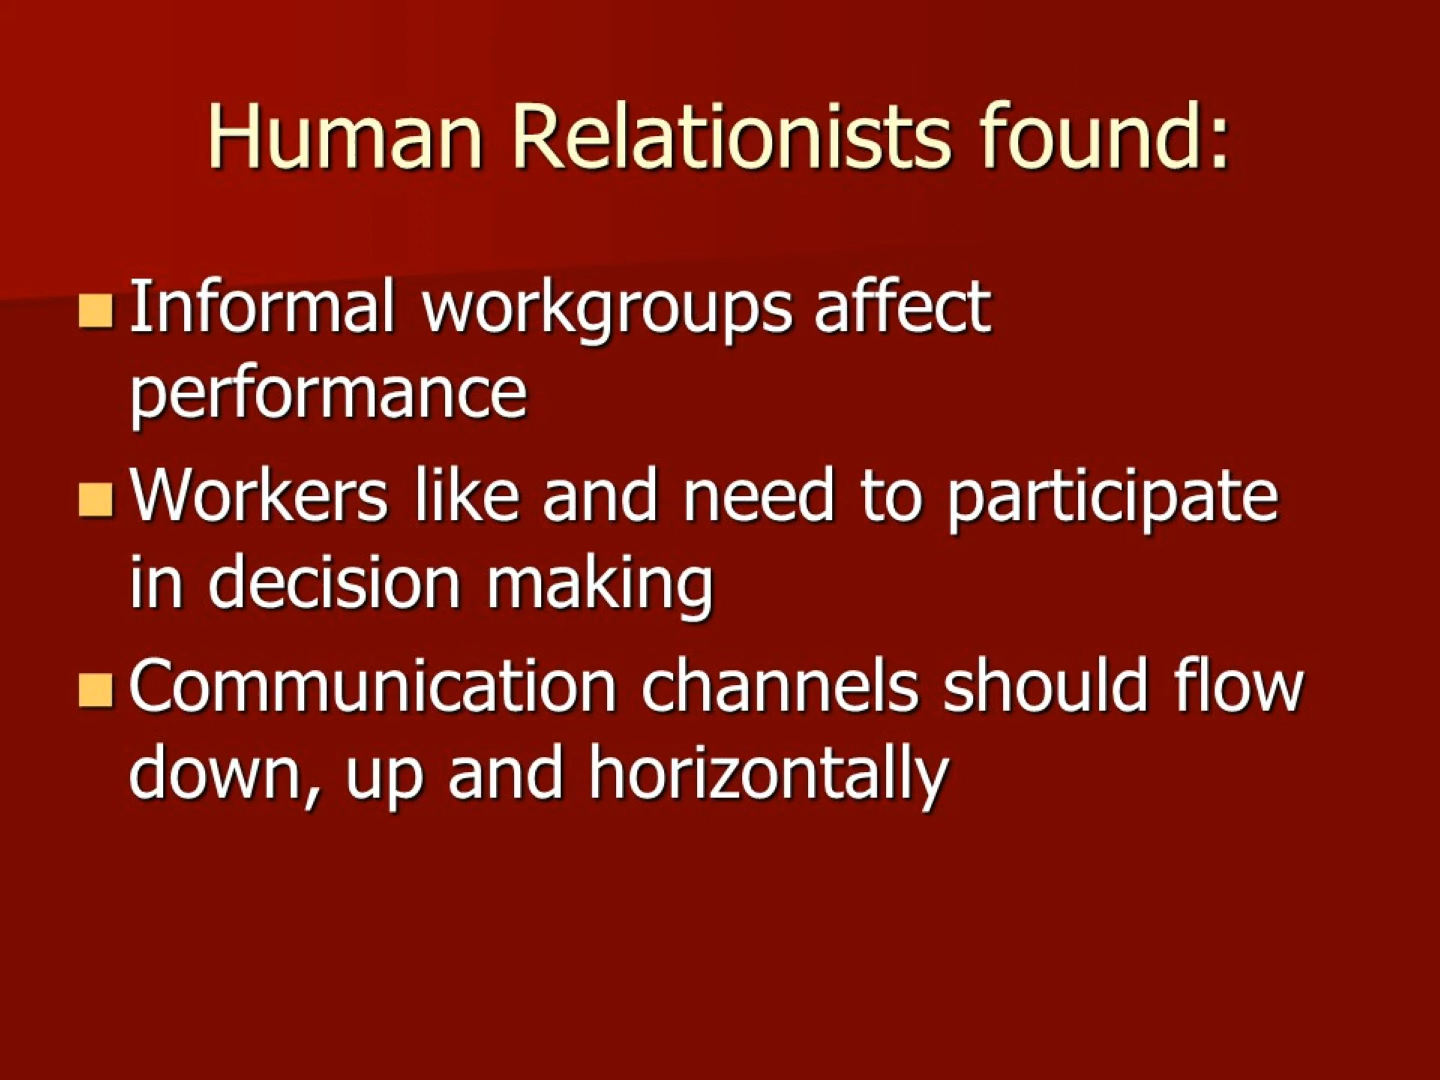 Human Relationists found:
Informal workgroups affect
performance
Workers like and need to participate
in decision making
Communication channels should flow
down, up and horizontally